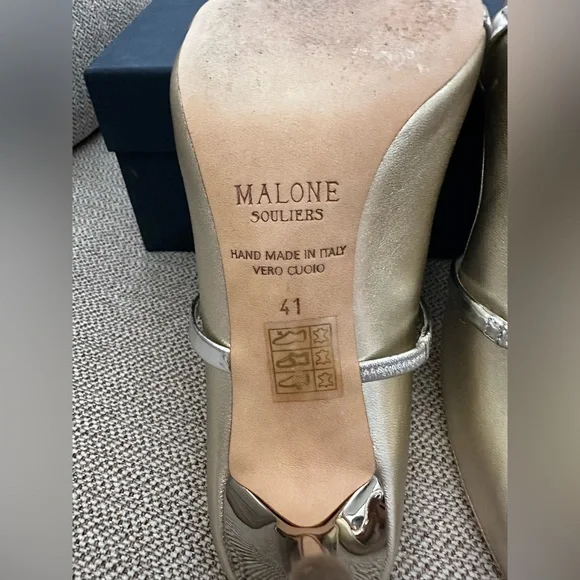 MALONE
SOULIERS
HAND MADE IN ITALY
VERO CUOIO
41